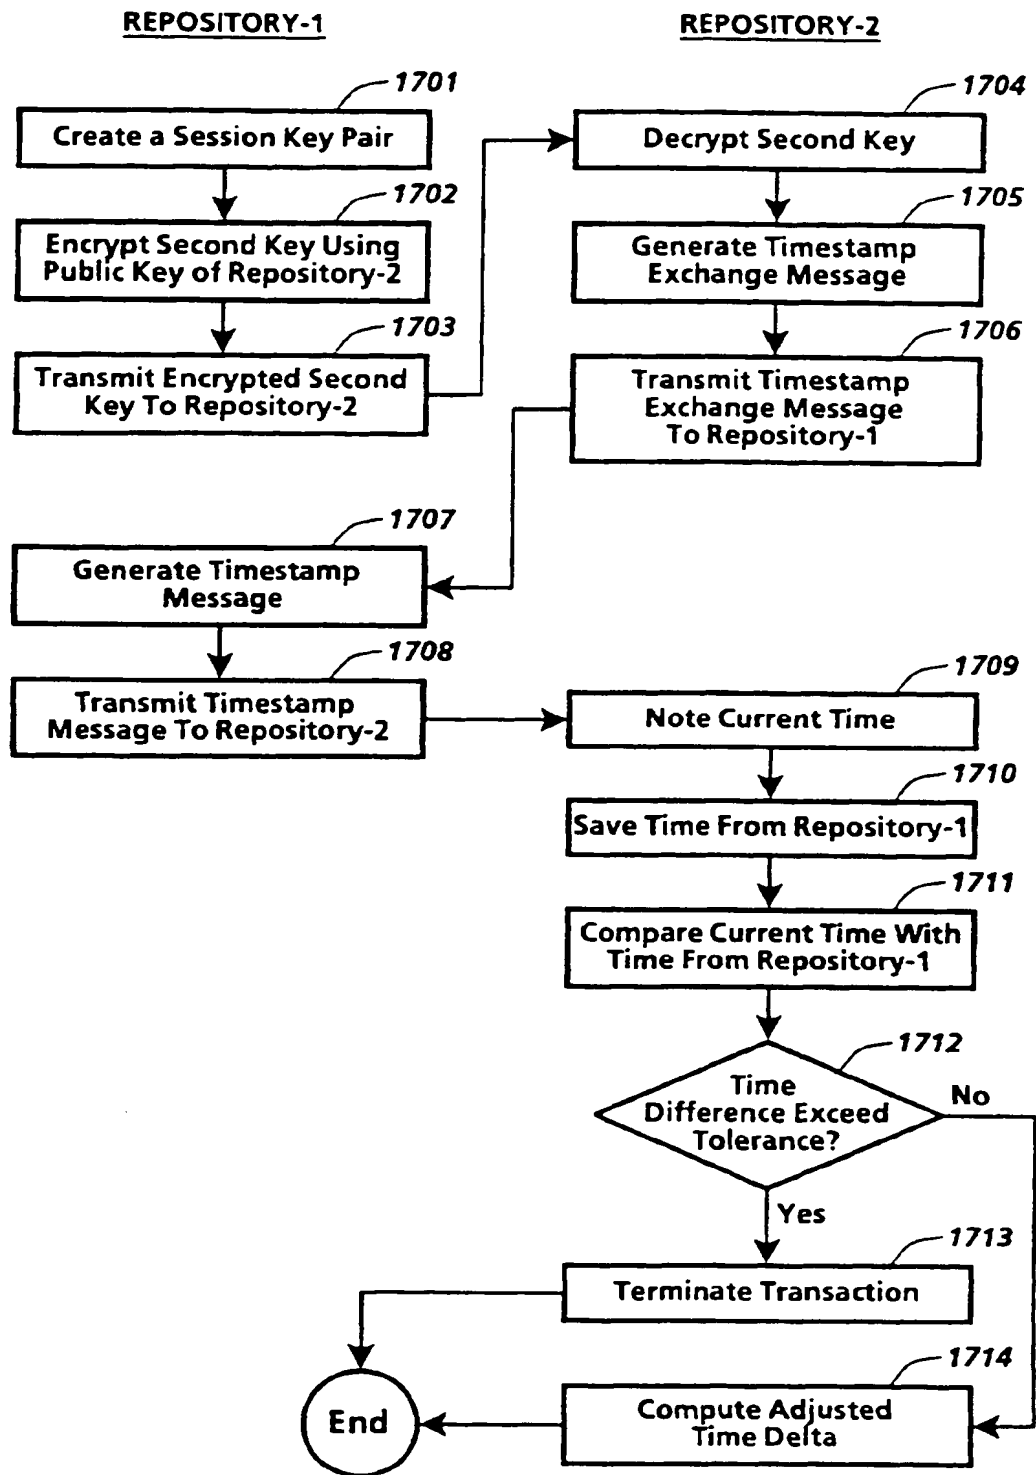 REPOSITORY-1
REPOSITORY-2
1701
Create a Session Key Pair
1702
Encrypt Second Key Using
Public Key of Repository-2
1703
Transmit Encrypted Second
Key To Repository-2
1704
Decrypt Second Key
1705
Generate Timestamp
Exchange Message
1706
Transmit Timestamp
Exchange Message
To Repository-1
1707
Generate Timestamp
Message
1708
Transmit Timestamp
Message To Repository-2
1709
Note Current Time
1710
Save Time From Repository-1
1711
Compare Current Time With
Time From Repository-1
1712
Time
Difference Exceed
Tolerance?
No
Yes
1713
Terminate Transaction
1714
Compute Adjusted
Time Delta
End